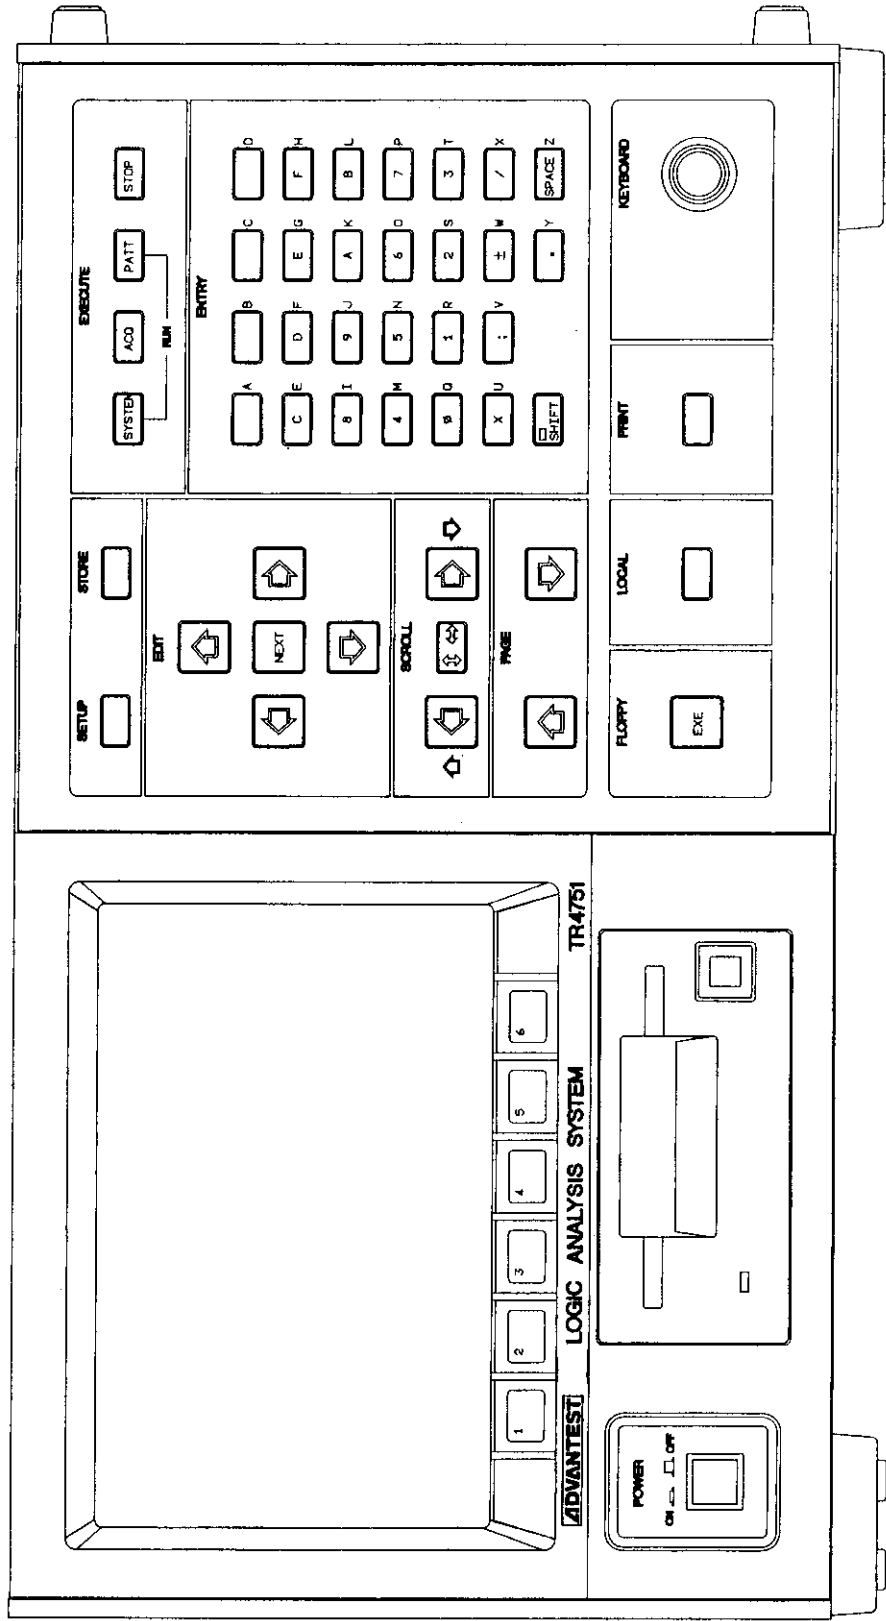 SETUP STORE
EXECUTE
SYSTEM ACQ PATT STOP
RUN
EDIT
NEXT
ENTRY
A B C D
C E D F E G F H
8 I 9 J A K B L
4 M 5 N 6 O 7 P
Ø Q 1 R 2 S 3 T
X U : V ± W / X
SHIFT . Y SPACE Z
SCROLL
PAGE
1 2 3 4 5 6
ADVANTEST LOGIC ANALYSIS SYSTEM TR4751
POWER
ON OFF
FLOPPY LOCAL PRINT KEYBOARD
EXE